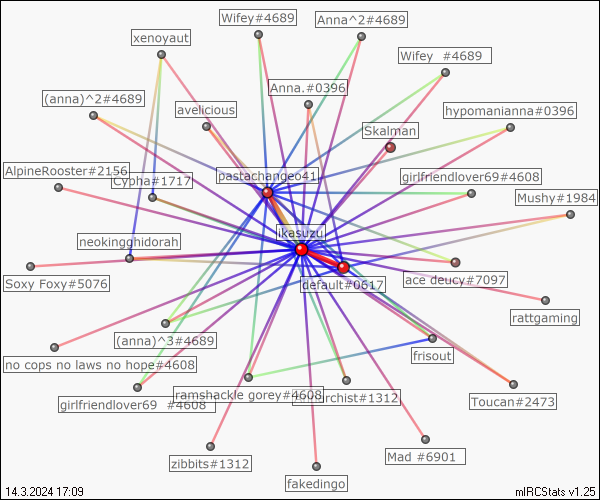 Wifey#4689
Anna^2#4689
xenoyaut
Wifey  #4689
Anna.#0396
(anna)^2#4689
avelicious
hypomanianna#0396
Skalman
AlpineRooster#2156
Cypha#1717
pastachangeo41
girlfriendlover69#4608
Mushy#1984
ikasuzu
neokingghidorah
Soxy Foxy#5076
default#0617
ace deucy#7097
rattgaming
(anna)^3#4689
frisout
no cops no laws no hope#4608
girlfriendlover69  #4608
ramshackle gorey#4608
rchist#1312
Toucan#2473
zibbits#1312
Mad #6901
fakedingo
14.3.2024 17:09
mIRCStats v1.25